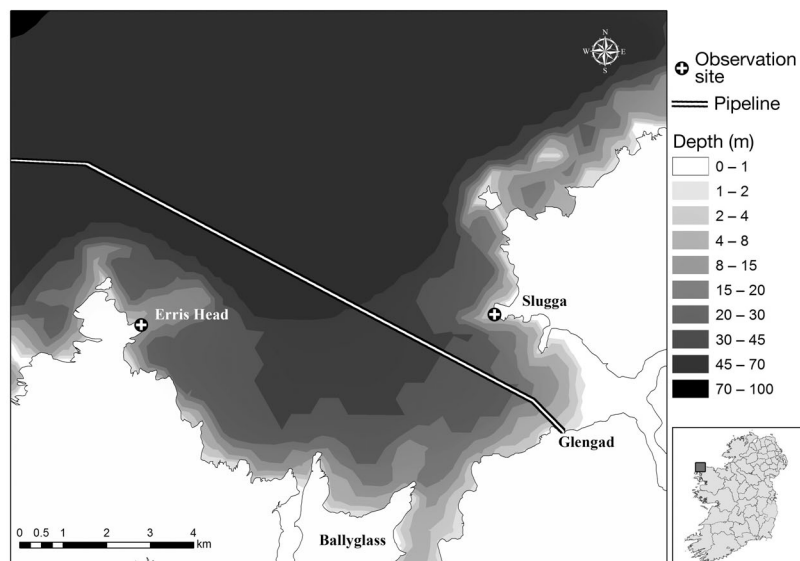 N
W E
S
Erris Head
Slugga
Glengad
Ballyglass
0 0.5 1 2 3 4
km
Observation
site
Pipeline
Depth (m)
0 – 1
1 – 2
2 – 4
4 – 8
8 – 15
15 – 20
20 – 30
30 – 45
45 – 70
70 – 100